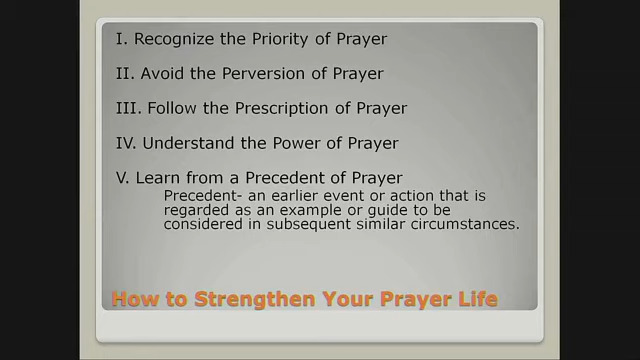 I. Recognize the Priority of Prayer
II. Avoid the Perversion of Prayer
III. Follow the Prescription of Prayer
IV. Understand the Power of Prayer
V. Learn from a Precedent of Prayer
Precedent- an earlier event or action that is
regarded as an example or guide to be
considered in subsequent similar circumstances.
How to Strengthen Your Prayer Life